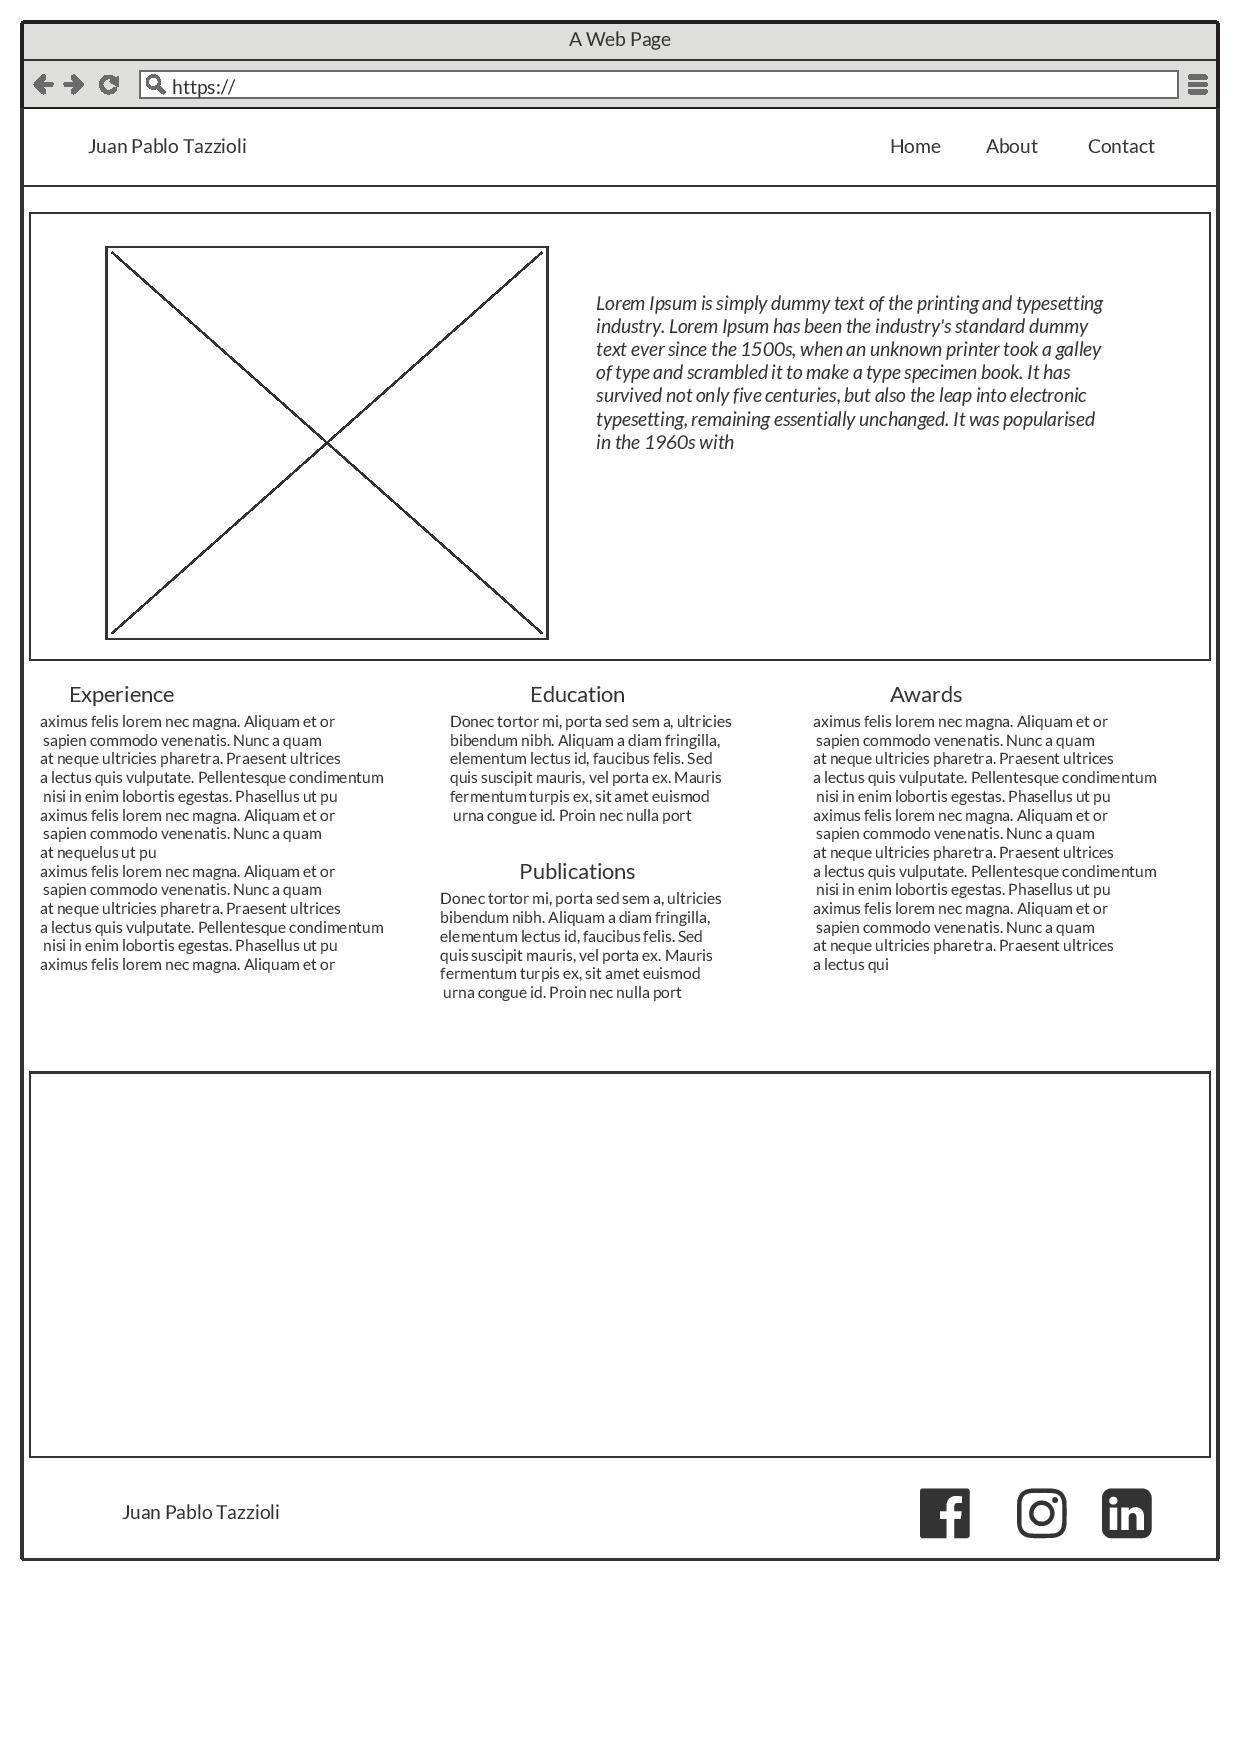 A Web Page
https://
Juan Pablo Tazzioli
Home
About
Contact
Lorem Ipsum is simply dummy text of the printing and typesetting
industry. Lorem Ipsum has been the industry's standard dummy
text ever since the 1500s, when an unknown printer took a galley
of type and scrambled it to make a type specimen book. It has
survived not only five centuries, but also the leap into electronic
typesetting, remaining essentially unchanged. It was popularised
in the 1960s with
Experience
aximus felis lorem nec magna. Aliquam et or
sapien commodo venenatis. Nunc a quam
at neque ultricies pharetra. Praesent ultrices
a lectus quis vulputate. Pellentesque condimentum
nisi in enim lobortis egestas. Phasellus ut pu
aximus felis lorem nec magna. Aliquam et or
sapien commodo venenatis. Nunc a quam
at nequelus ut pu
aximus felis lorem nec magna. Aliquam et or
sapien commodo venenatis. Nunc a quam
at neque ultricies pharetra. Praesent ultrices
a lectus quis vulputate. Pellentesque condimentum
nisi in enim lobortis egestas. Phasellus ut pu
aximus felis lorem nec magna. Aliquam et or
Education
Donec tortor mi, porta sed sem a, ultricies
bibendum nibh. Aliquam a diam fringilla,
elementum lectus id, faucibus felis. Sed
quis suscipit mauris, vel porta ex. Mauris
fermentum turpis ex, sit amet euismod
urna congue id. Proin nec nulla port
Publications
Donec tortor mi, porta sed sem a, ultricies
bibendum nibh. Aliquam a diam fringilla,
elementum lectus id, faucibus felis. Sed
quis suscipit mauris, vel porta ex. Mauris
fermentum turpis ex, sit amet euismod
urna congue id. Proin nec nulla port
Awards
aximus felis lorem nec magna. Aliquam et or
sapien commodo venenatis. Nunc a quam
at neque ultricies pharetra. Praesent ultrices
a lectus quis vulputate. Pellentesque condimentum
nisi in enim lobortis egestas. Phasellus ut pu
aximus felis lorem nec magna. Aliquam et or
sapien commodo venenatis. Nunc a quam
at neque ultricies pharetra. Praesent ultrices
a lectus quis vulputate. Pellentesque condimentum
nisi in enim lobortis egestas. Phasellus ut pu
aximus felis lorem nec magna. Aliquam et or
sapien commodo venenatis. Nunc a quam
at neque ultricies pharetra. Praesent ultrices
a lectus qui
Juan Pablo Tazzioli